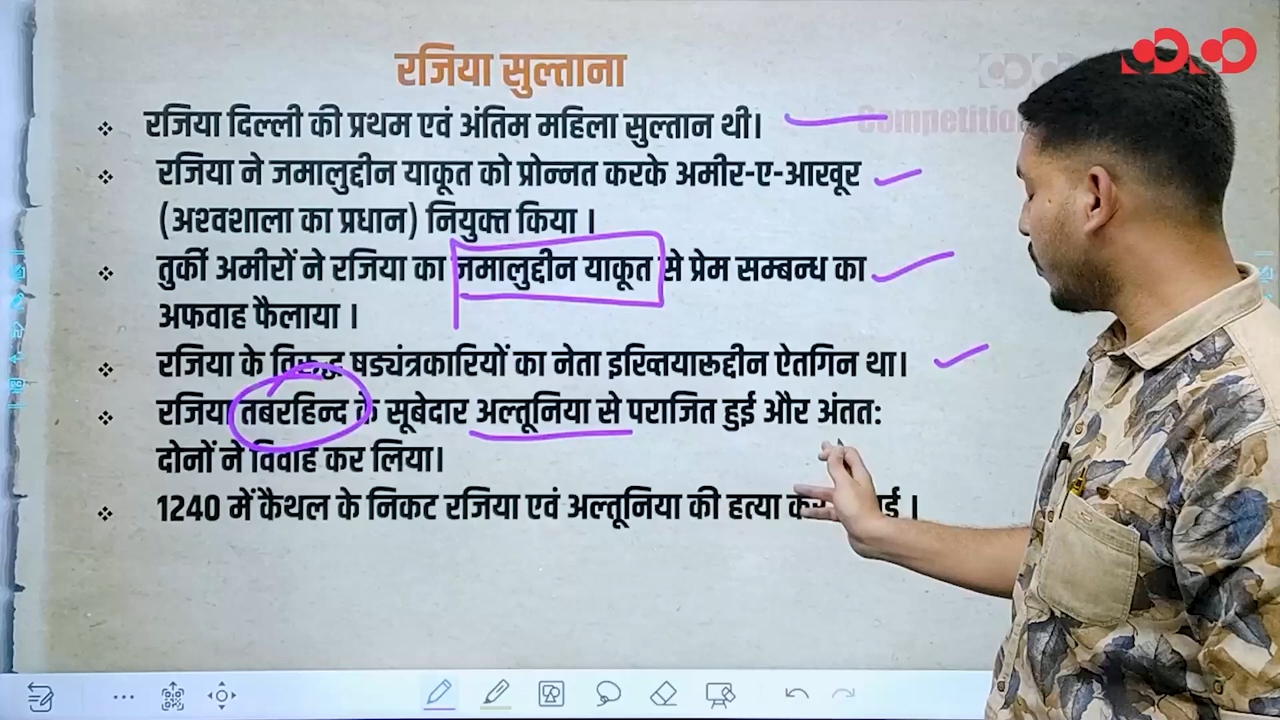 रजिया सुल्ताना
❖ रजिया दिल्ली की प्रथम एवं अंतिम महिला सुल्तान थी।
❖ रजिया ने जमालुद्दीन याकूत को प्रोन्नत करके अमीर-ए-आखूर
(अश्वशाला का प्रधान) नियुक्त किया ।
❖ तुर्की अमीरों ने रजिया का जमालुद्दीन याकूत से प्रेम सम्बन्ध का
अफवाह फैलाया ।
❖ रजिया के विरुद्ध षड्यंत्रकारियों का नेता इख्तियारूद्दीन ऐतगिन था।
❖ रजिया तबरहिन्द के सूबेदार अल्तूनिया से पराजित हुई और अंततः
दोनों ने विवाह कर लिया।
❖ 1240 में कैथल के निकट रजिया एवं अल्तूनिया की हत्या